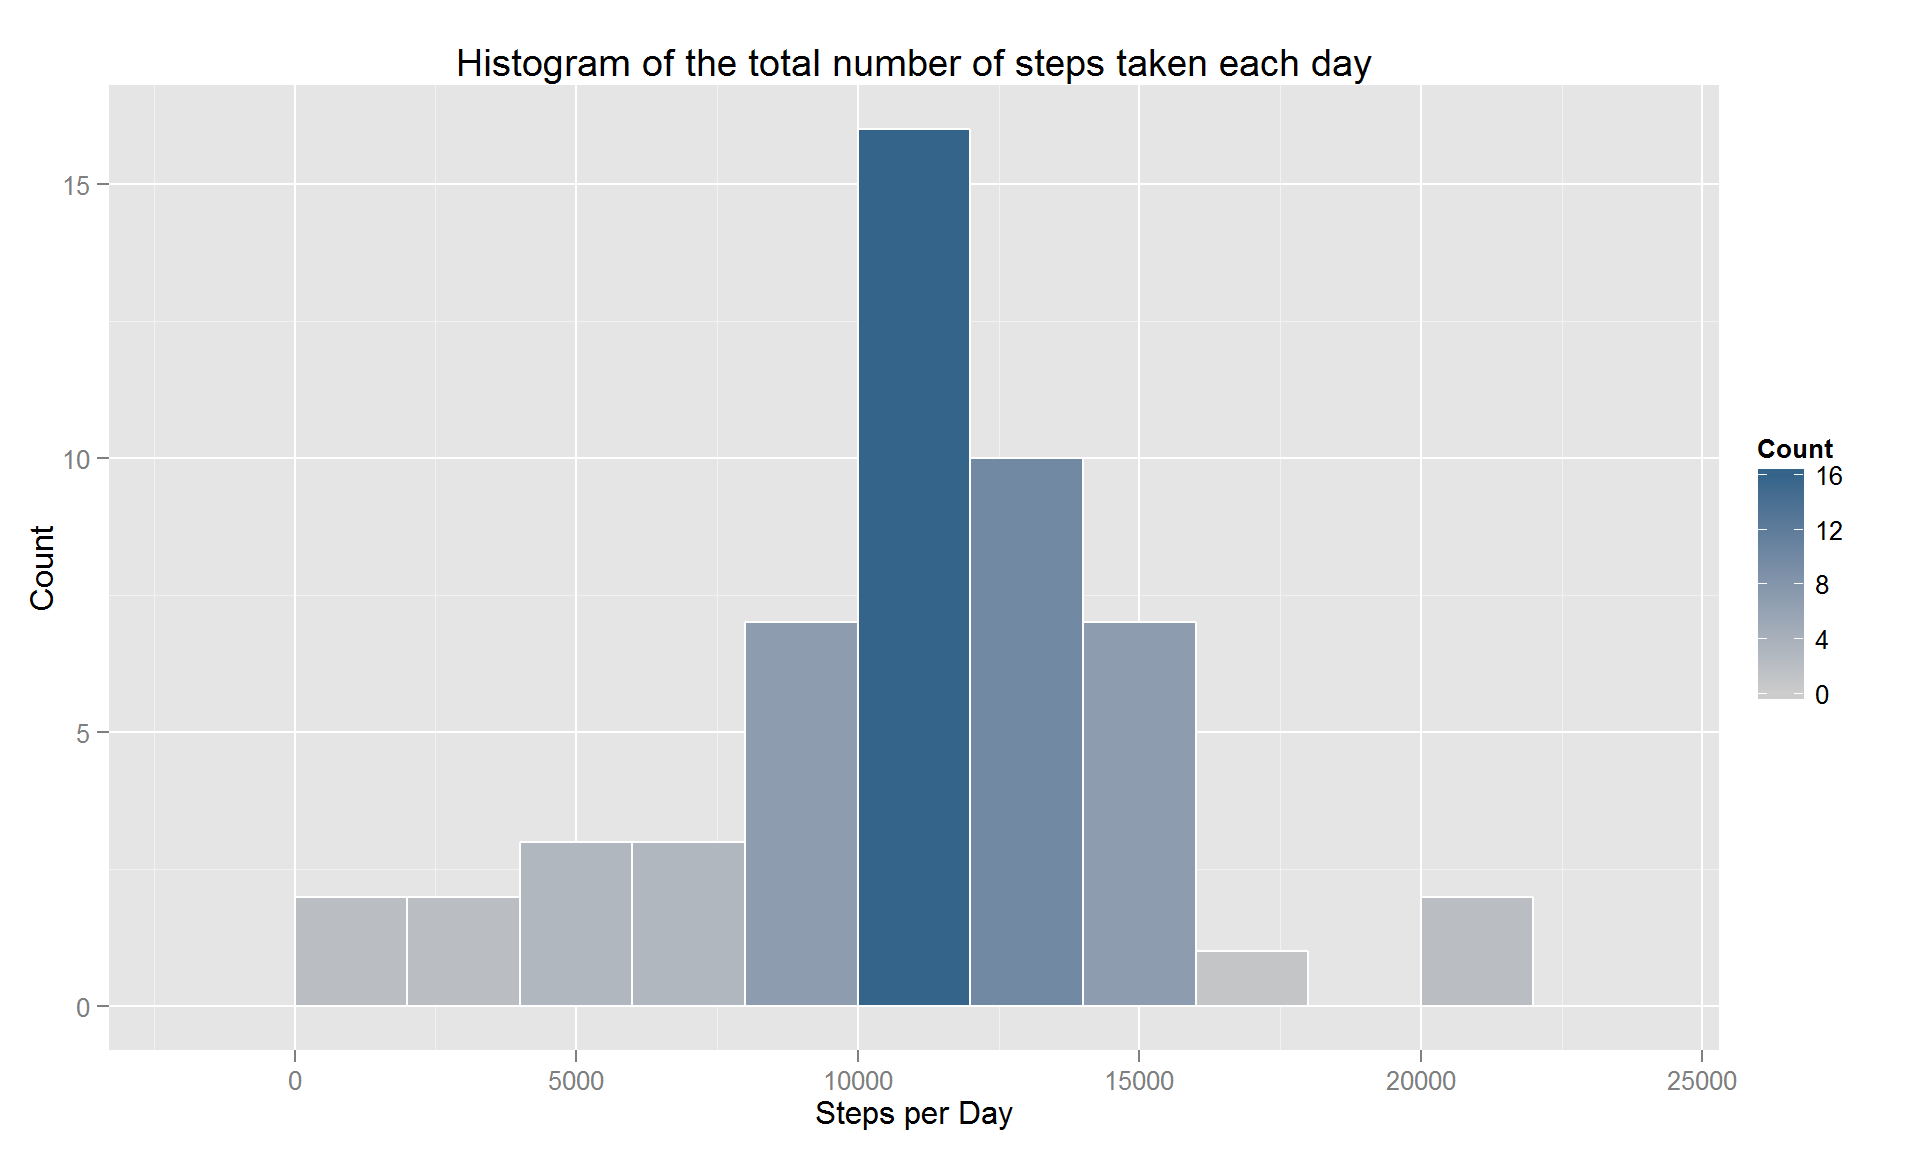 Histogram of the total number of steps taken each day
15
10
5
0
Count
0 5000 10000 15000 20000 25000
Steps per Day
Count
16
12
8
4
0